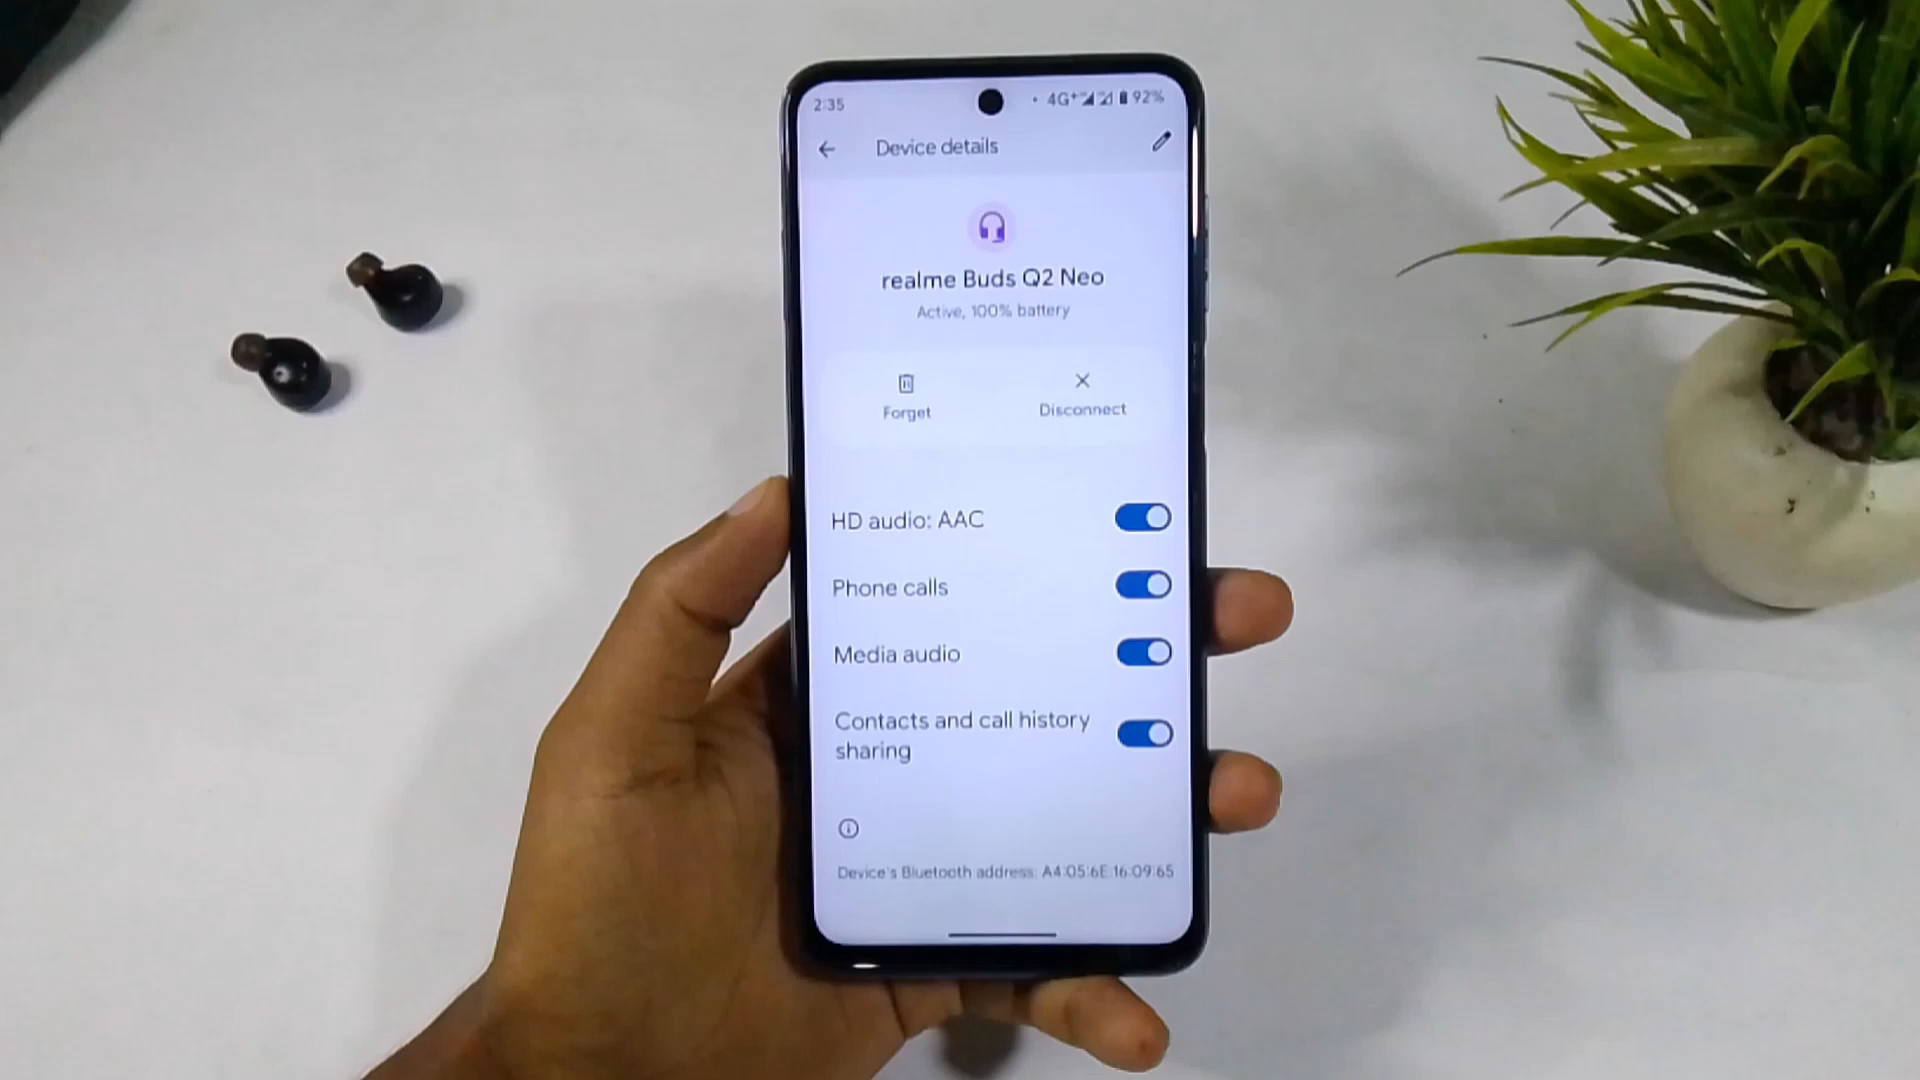 2:35
4G+ 92%
Device details
realme Buds Q2 Neo
Active, 100% battery
Forget
Disconnect
HD audio: AAC
Phone calls
Media audio
Contacts and call history
sharing
Device's Bluetooth address: A4:05:6E:16:09:65